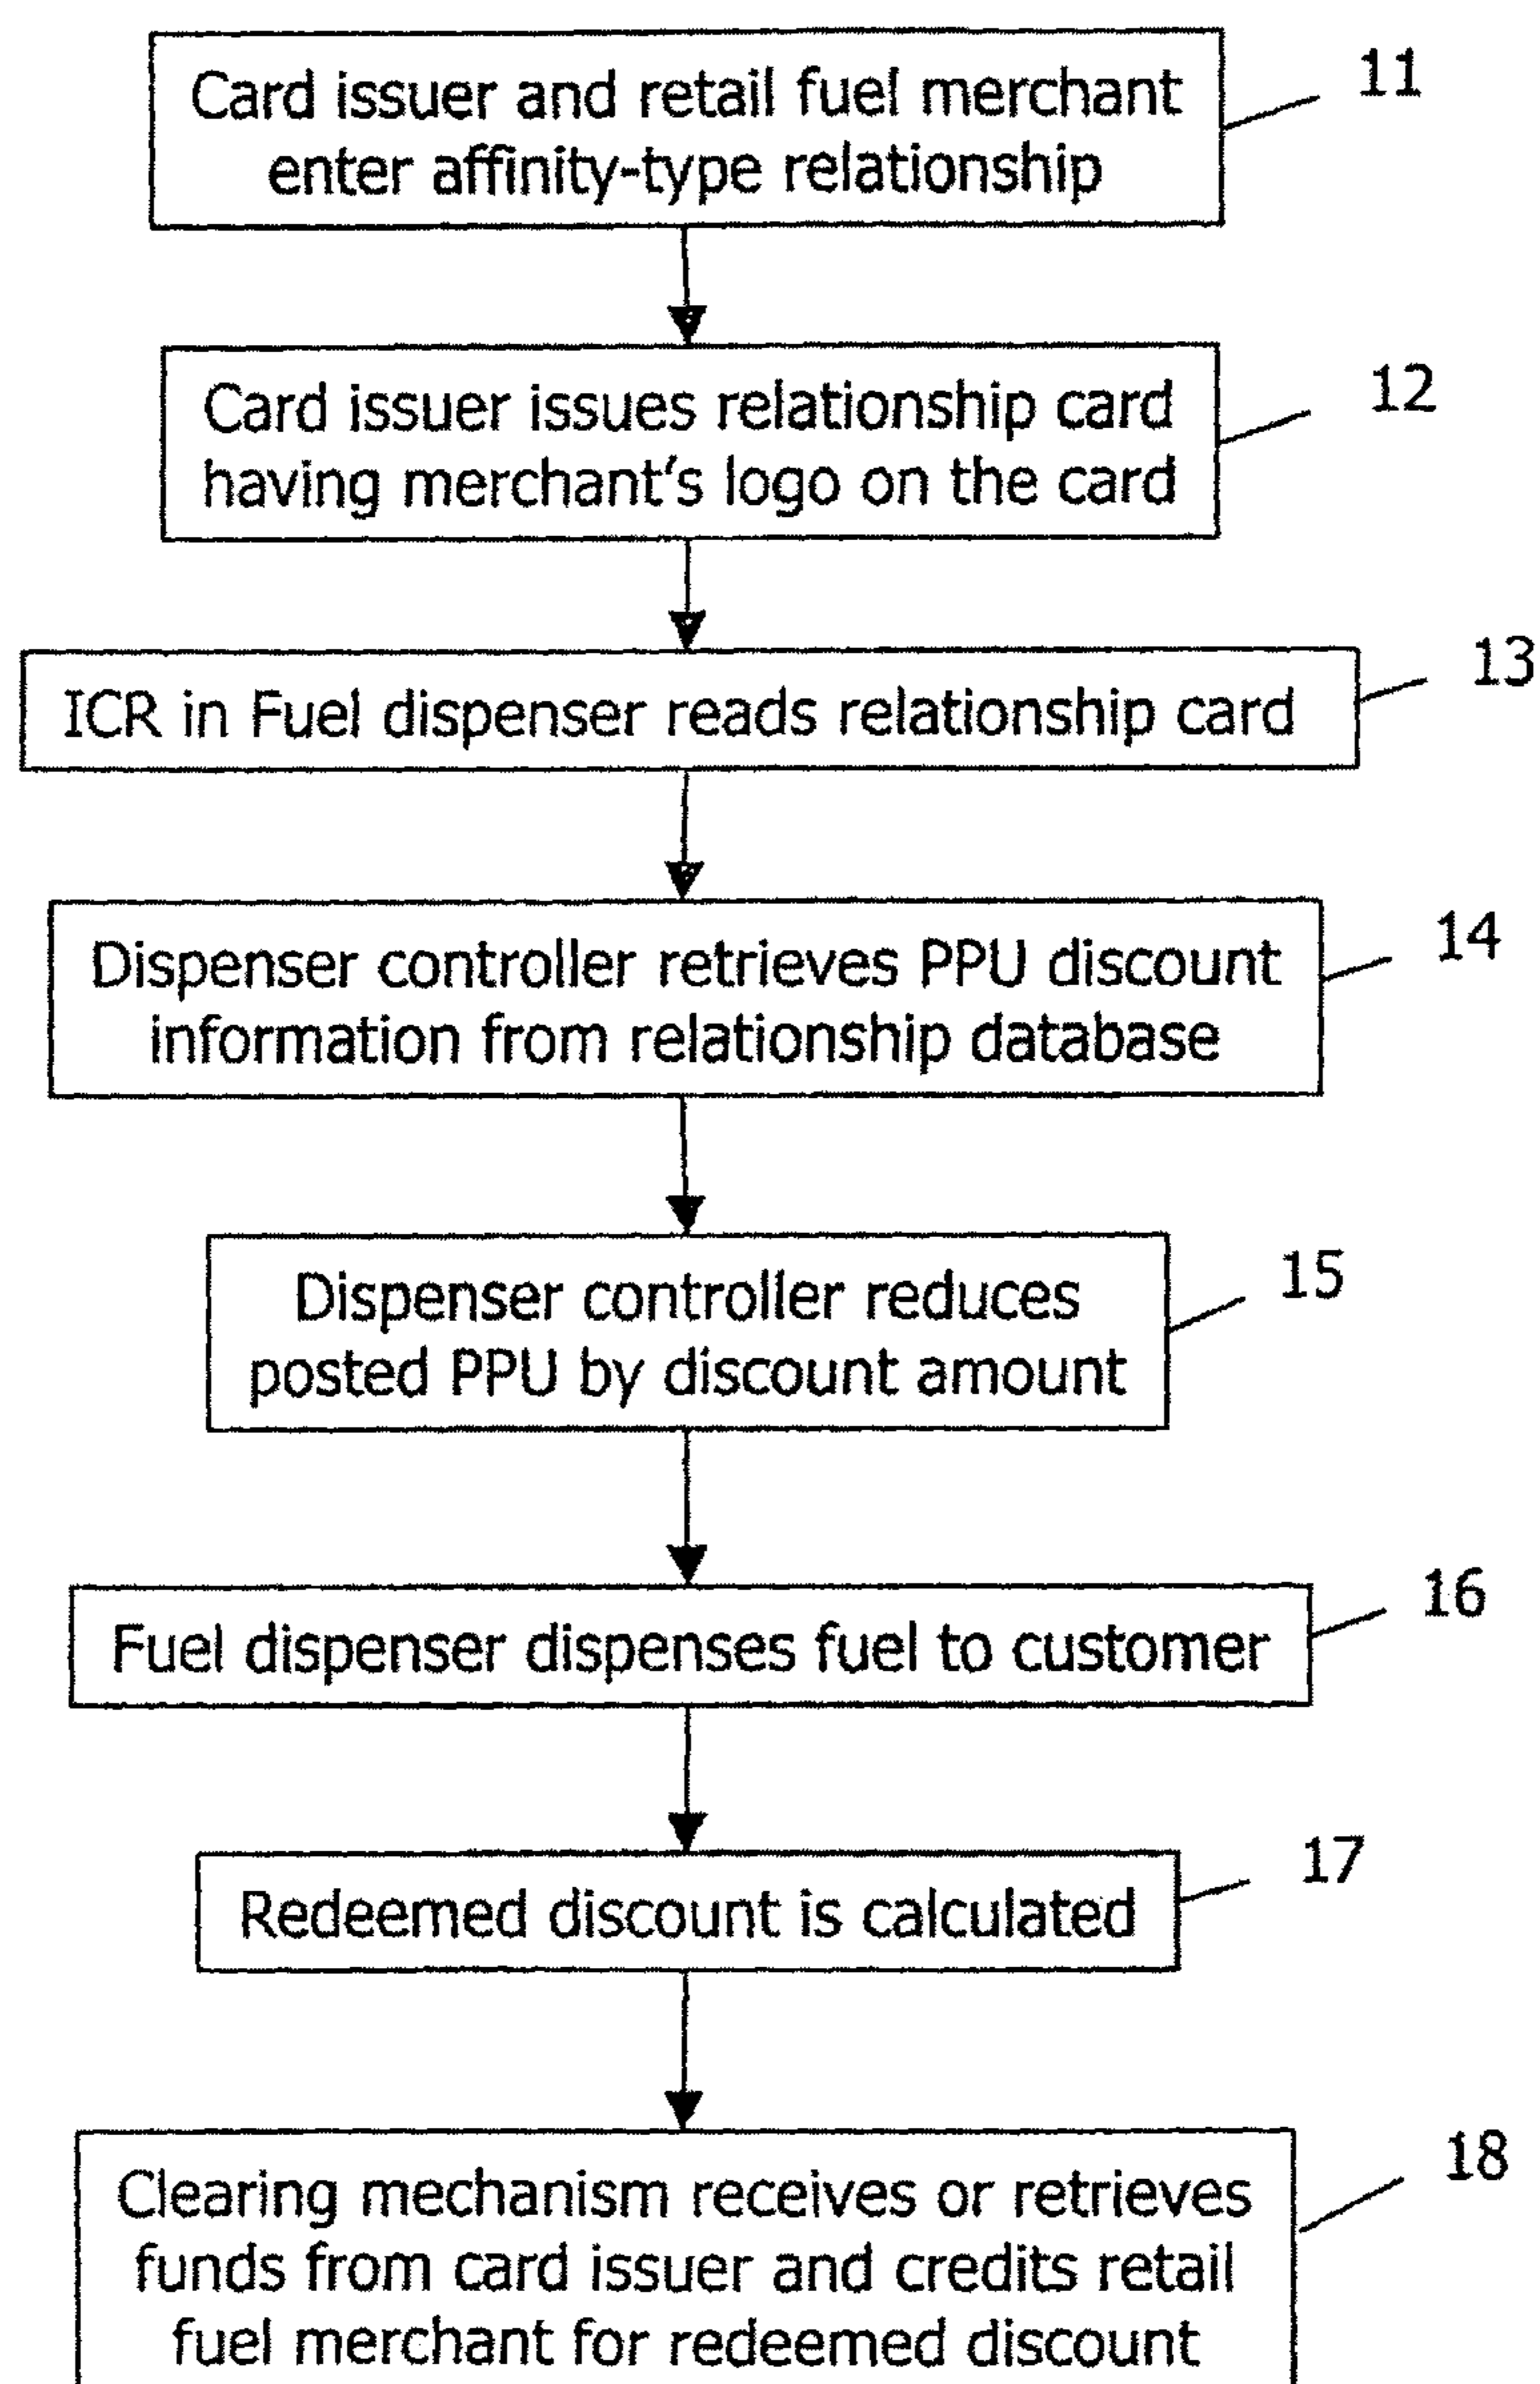 Card issuer and retail fuel merchant
enter affinity-type relationship
11
Card issuer issues relationship card
having merchant's logo on the card
12
ICR in Fuel dispenser reads relationship card
13
Dispenser controller retrieves PPU discount
information from relationship database
14
Dispenser controller reduces
posted PPU by discount amount
15
Fuel dispenser dispenses fuel to customer
16
Redeemed discount is calculated
17
Clearing mechanism receives or retrieves
funds from card issuer and credits retail
fuel merchant for redeemed discount
18